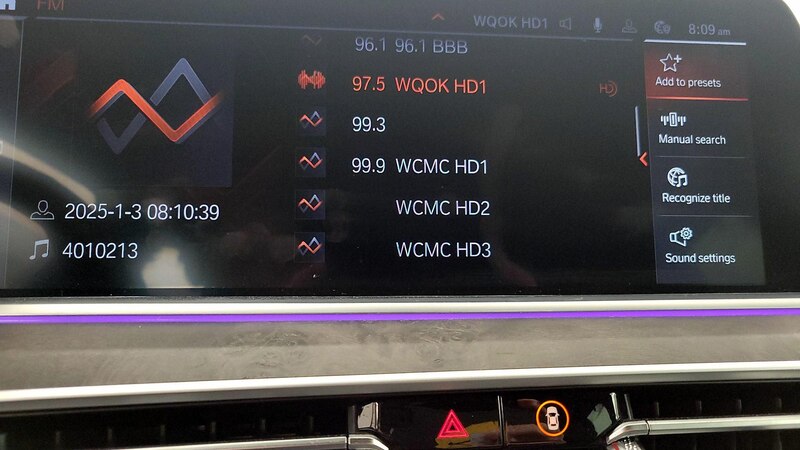 FM
WQOK HD1
8:09 am
96.1 96.1 BBB
97.5 WQOK HD1
HD
99.3
99.9 WCMC HD1
WCMC HD2
WCMC HD3
2025-1-3 08:10:39
4010213
Add to presets
Manual search
Recognize title
Sound settings